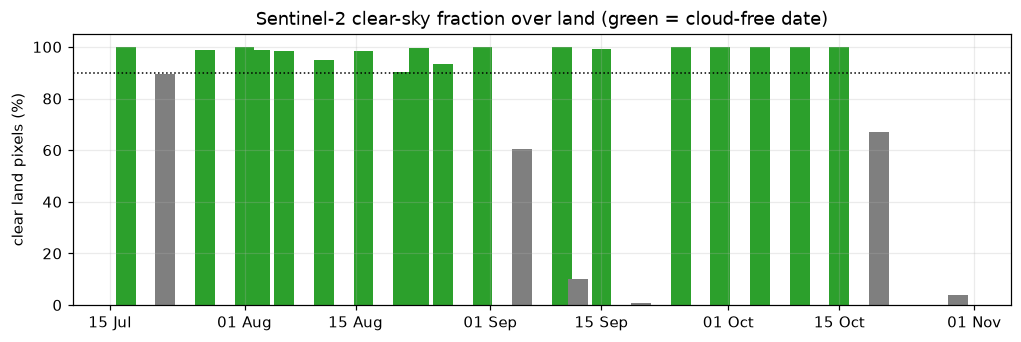 Sentinel-2 clear-sky fraction over land (green = cloud-free date)
clear land pixels (%)
100
80
60
40
20
0
15 Jul
01 Aug
15 Aug
01 Sep
15 Sep
01 Oct
15 Oct
01 Nov